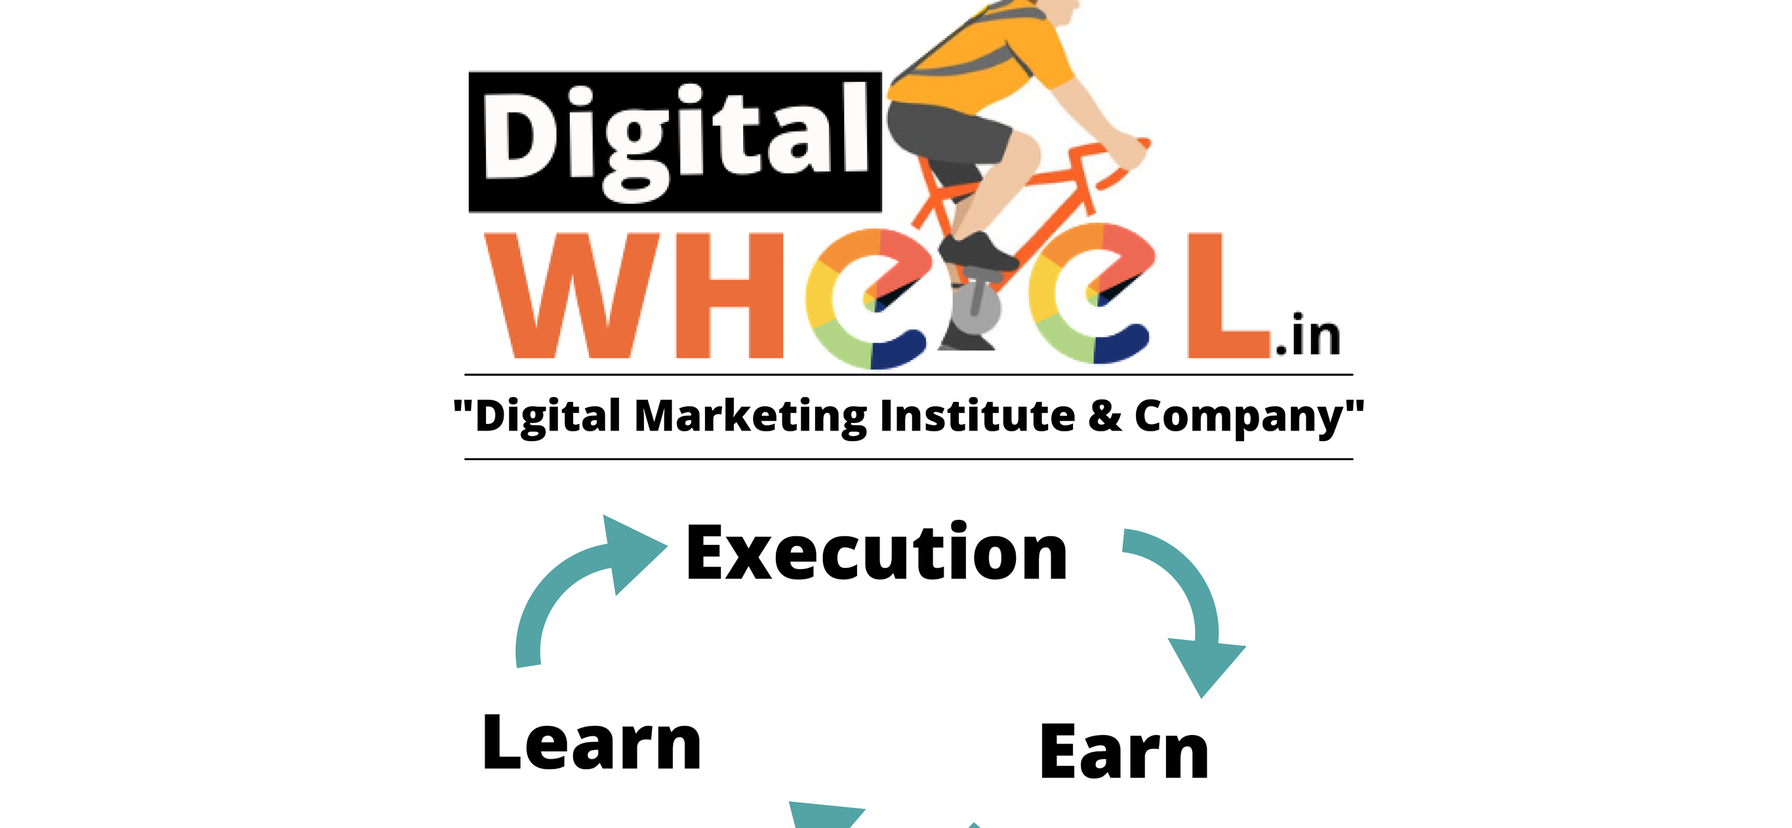 Digital
WHeeL.in
"Digital Marketing Institute & Company"
Execution
Learn
Earn